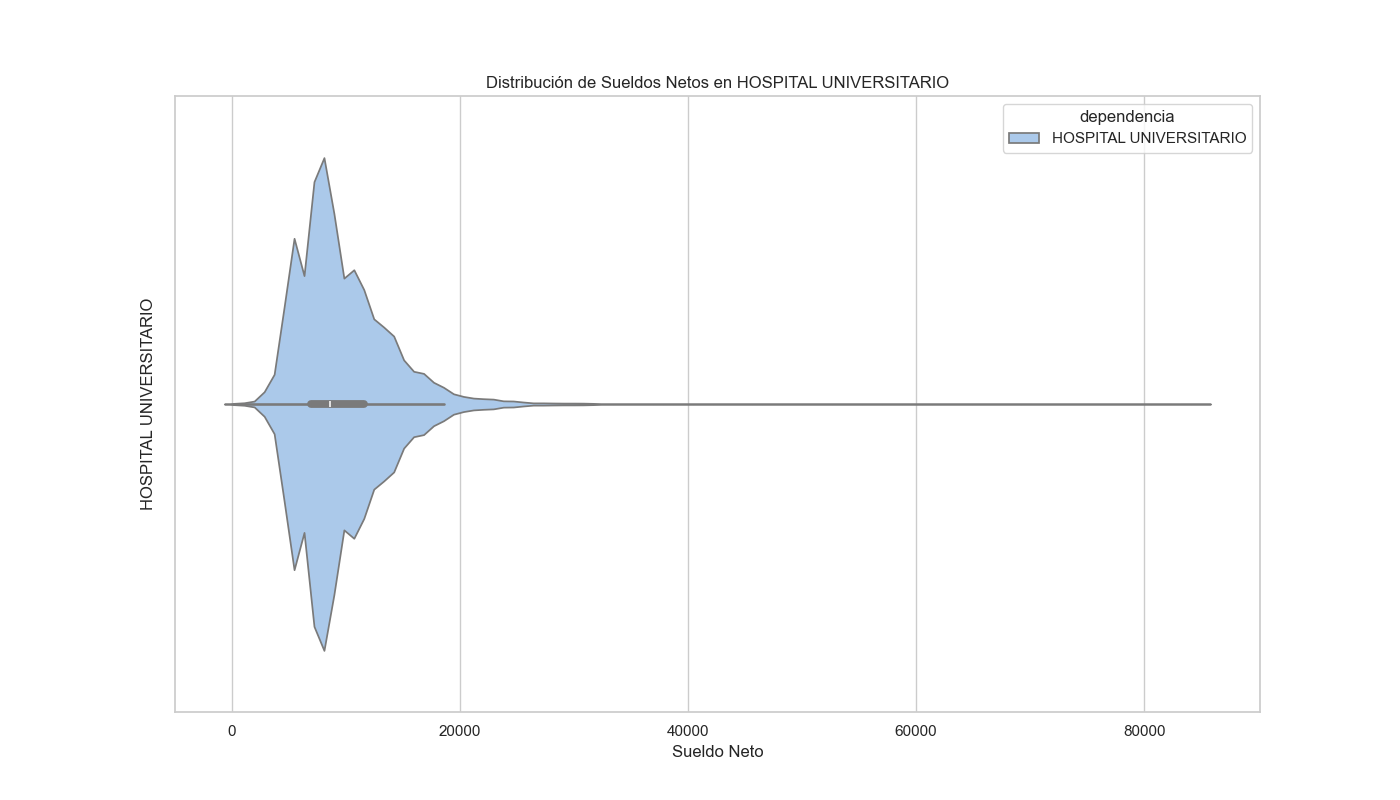 Distribución de Sueldos Netos en HOSPITAL UNIVERSITARIO
dependencia
HOSPITAL UNIVERSITARIO
HOSPITAL UNIVERSITARIO
0
20000
40000
60000
80000
Sueldo Neto